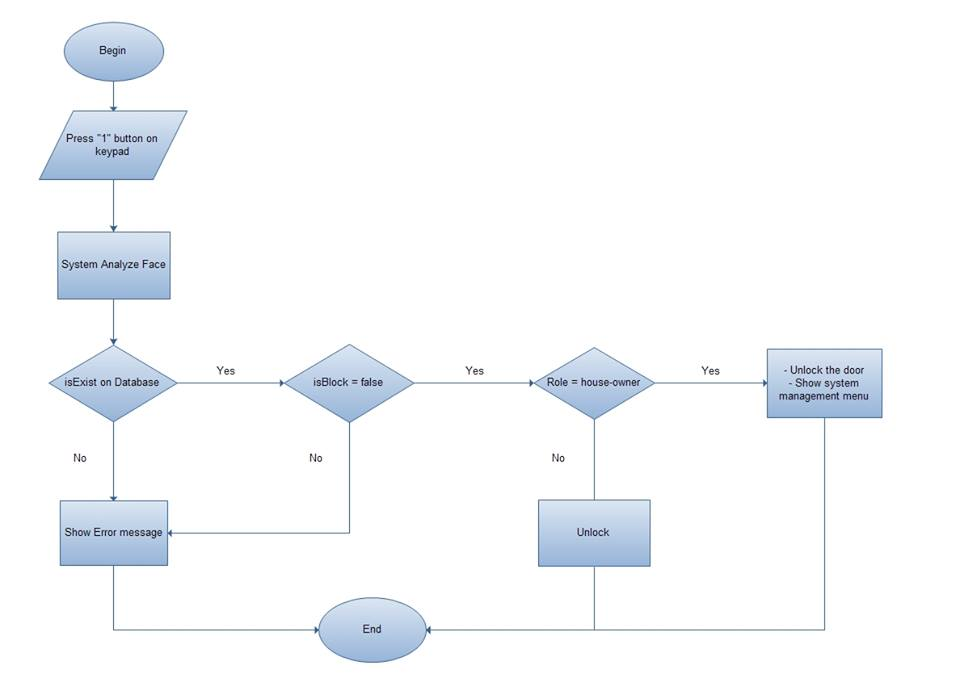 Begin
Press "1" button on
keypad
System Analyze Face
isExist on Database
Yes
isBlock = false
Yes
Role = house-owner
Yes
- Unlock the door
- Show system
management menu
No
No
No
Show Error message
Unlock
End